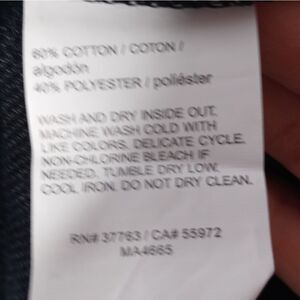 60% COTTON / COTON /
algodón
40% POLYESTER / poliéster
WASH AND DRY INSIDE OUT.
MACHINE WASH COLD WITH
LIKE COLORS, DELICATE CYCLE.
NON-CHLORINE BLEACH IF
NEEDED. TUMBLE DRY LOW.
COOL IRON. DO NOT DRY CLEAN.
RN# 37763 / CA# 55972
MA4665